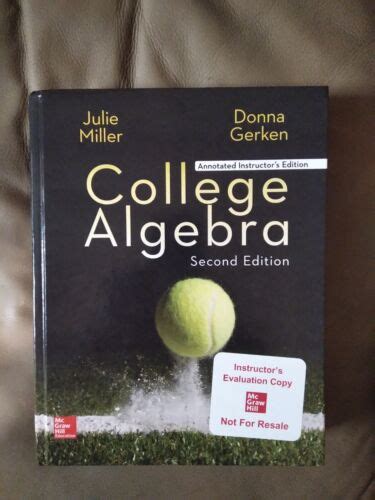 Julie
Miller
Donna
Gerken
Annotated Instructor's Edition
College
Algebra
Second Edition
Instructor's
Evaluation Copy
Mc
Graw
Hill
Not For Resale
Mc
Graw
Hill
Education